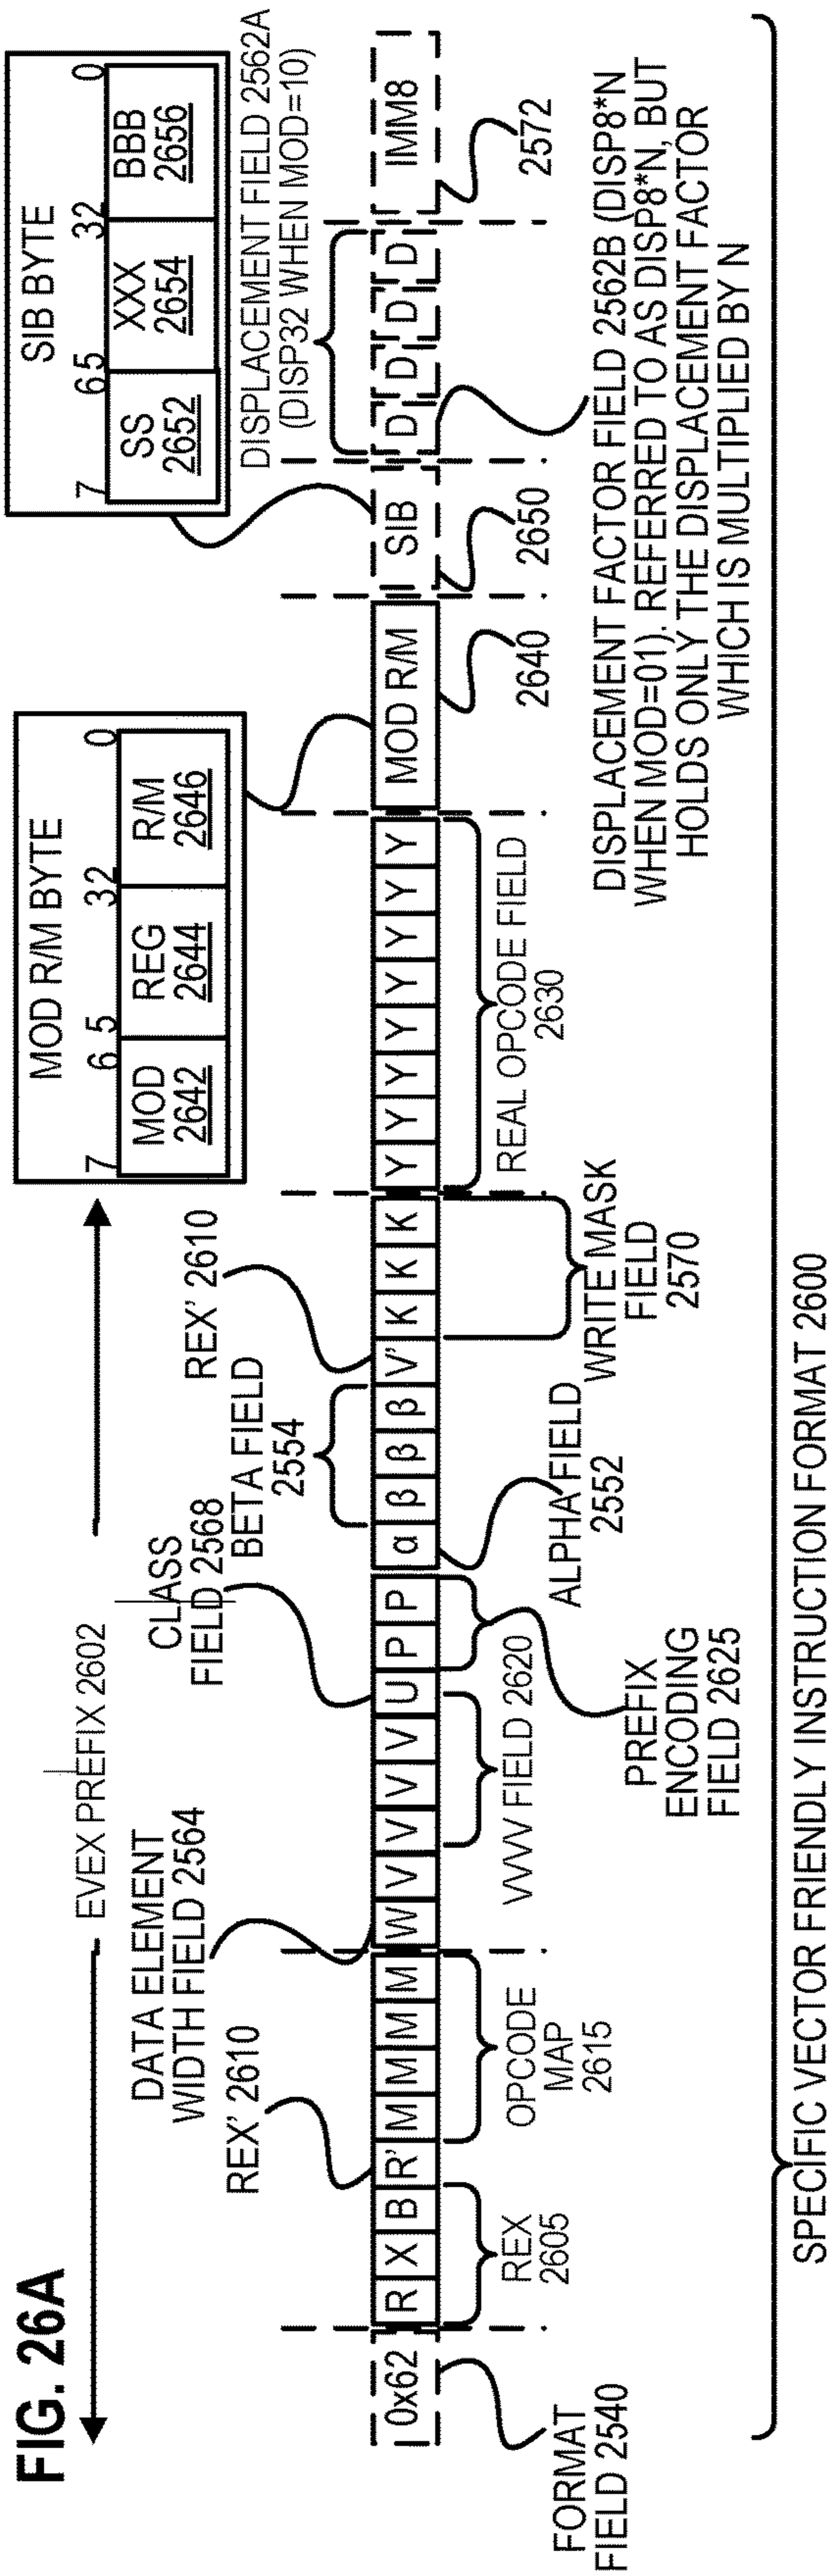 FIG. 26A
EVEX PREFIX 2602
MOD R/M BYTE
7
6
5
3
2
0
MOD
2642
REG
2644
R/M
2646
SIB BYTE
7
6
5
3
2
0
SS
2652
XXX
2654
BBB
2656
REX' 2610
DATA ELEMENT
WIDTH FIELD 2564
CLASS
FIELD 2568
BETA FIELD
2554
REX' 2610
DISPLACEMENT FIELD 2562A
(DISP32 WHEN MOD=10)
0x62 R X B R' M M M M W V V V V U P P α β β β V' K K K Y Y Y Y Y Y Y Y MOD R/M SIB D D D D IMM8
FORMAT
FIELD 2540
REX
2605
OPCODE
MAP
2615
VVVV FIELD 2620
PREFIX
ENCODING
FIELD 2625
ALPHA FIELD
2552
WRITE MASK
FIELD
2570
REAL OPCODE FIELD
2630
2640
2650
2572
DISPLACEMENT FACTOR FIELD 2562B (DISP8*N
WHEN MOD=01). REFERRED TO AS DISP8*N, BUT
HOLDS ONLY THE DISPLACEMENT FACTOR
WHICH IS MULTIPLIED BY N
SPECIFIC VECTOR FRIENDLY INSTRUCTION FORMAT 2600